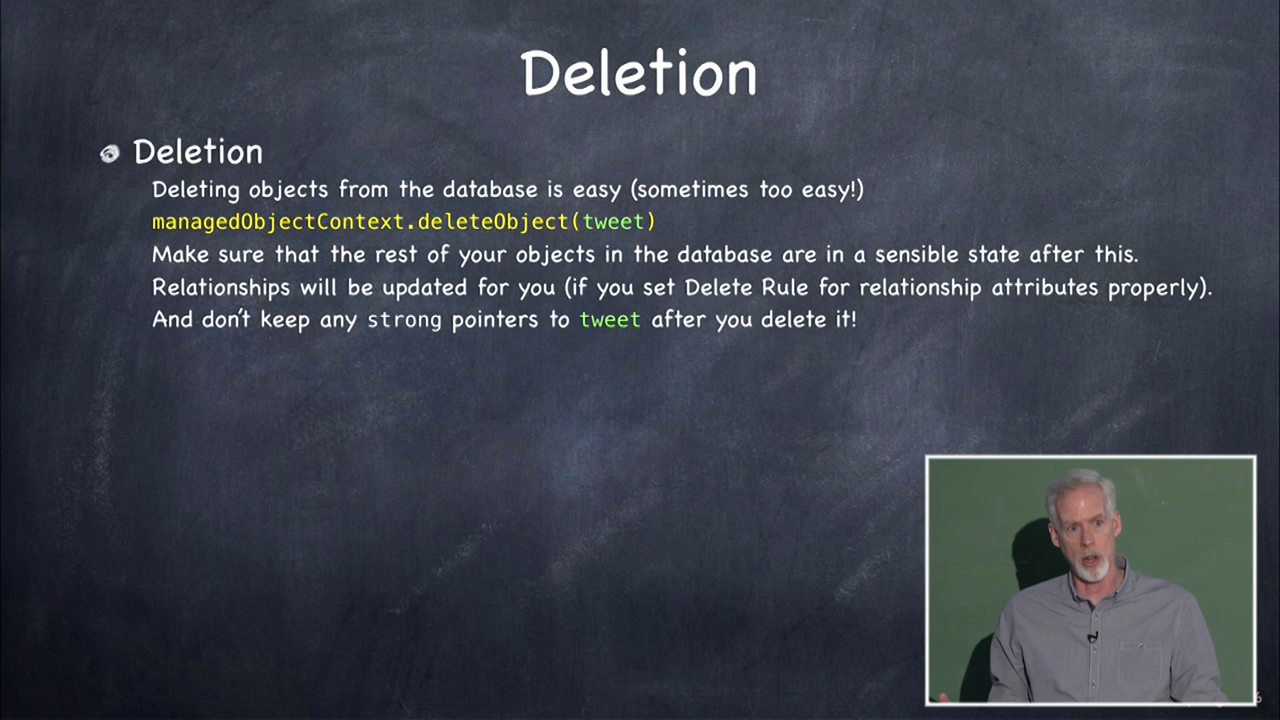 Deletion
Deletion
Deleting objects from the database is easy (sometimes too easy!)
managedObjectContext.deleteObject(tweet)
Make sure that the rest of your objects in the database are in a sensible state after this.
Relationships will be updated for you (if you set Delete Rule for relationship attributes properly).
And don't keep any strong pointers to tweet after you delete it!